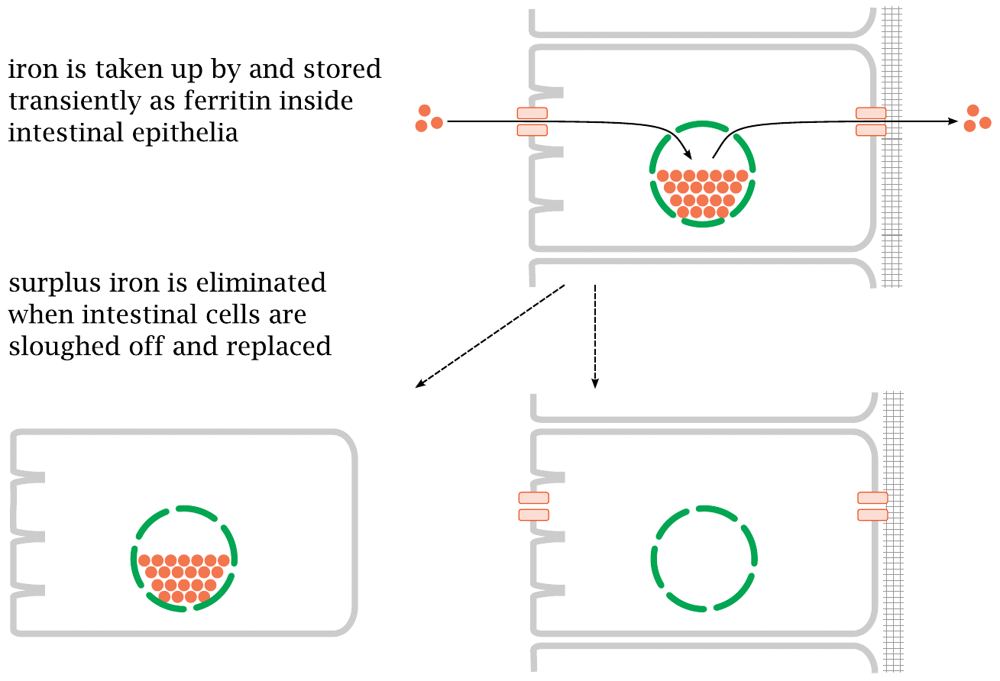 iron is taken up by and stored
transiently as ferritin inside
intestinal epithelia
surplus iron is eliminated
when intestinal cells are
sloughed off and replaced